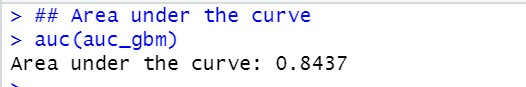 > ## Area under the curve
> auc(auc_gbm)
Area under the curve: 0.8437
>